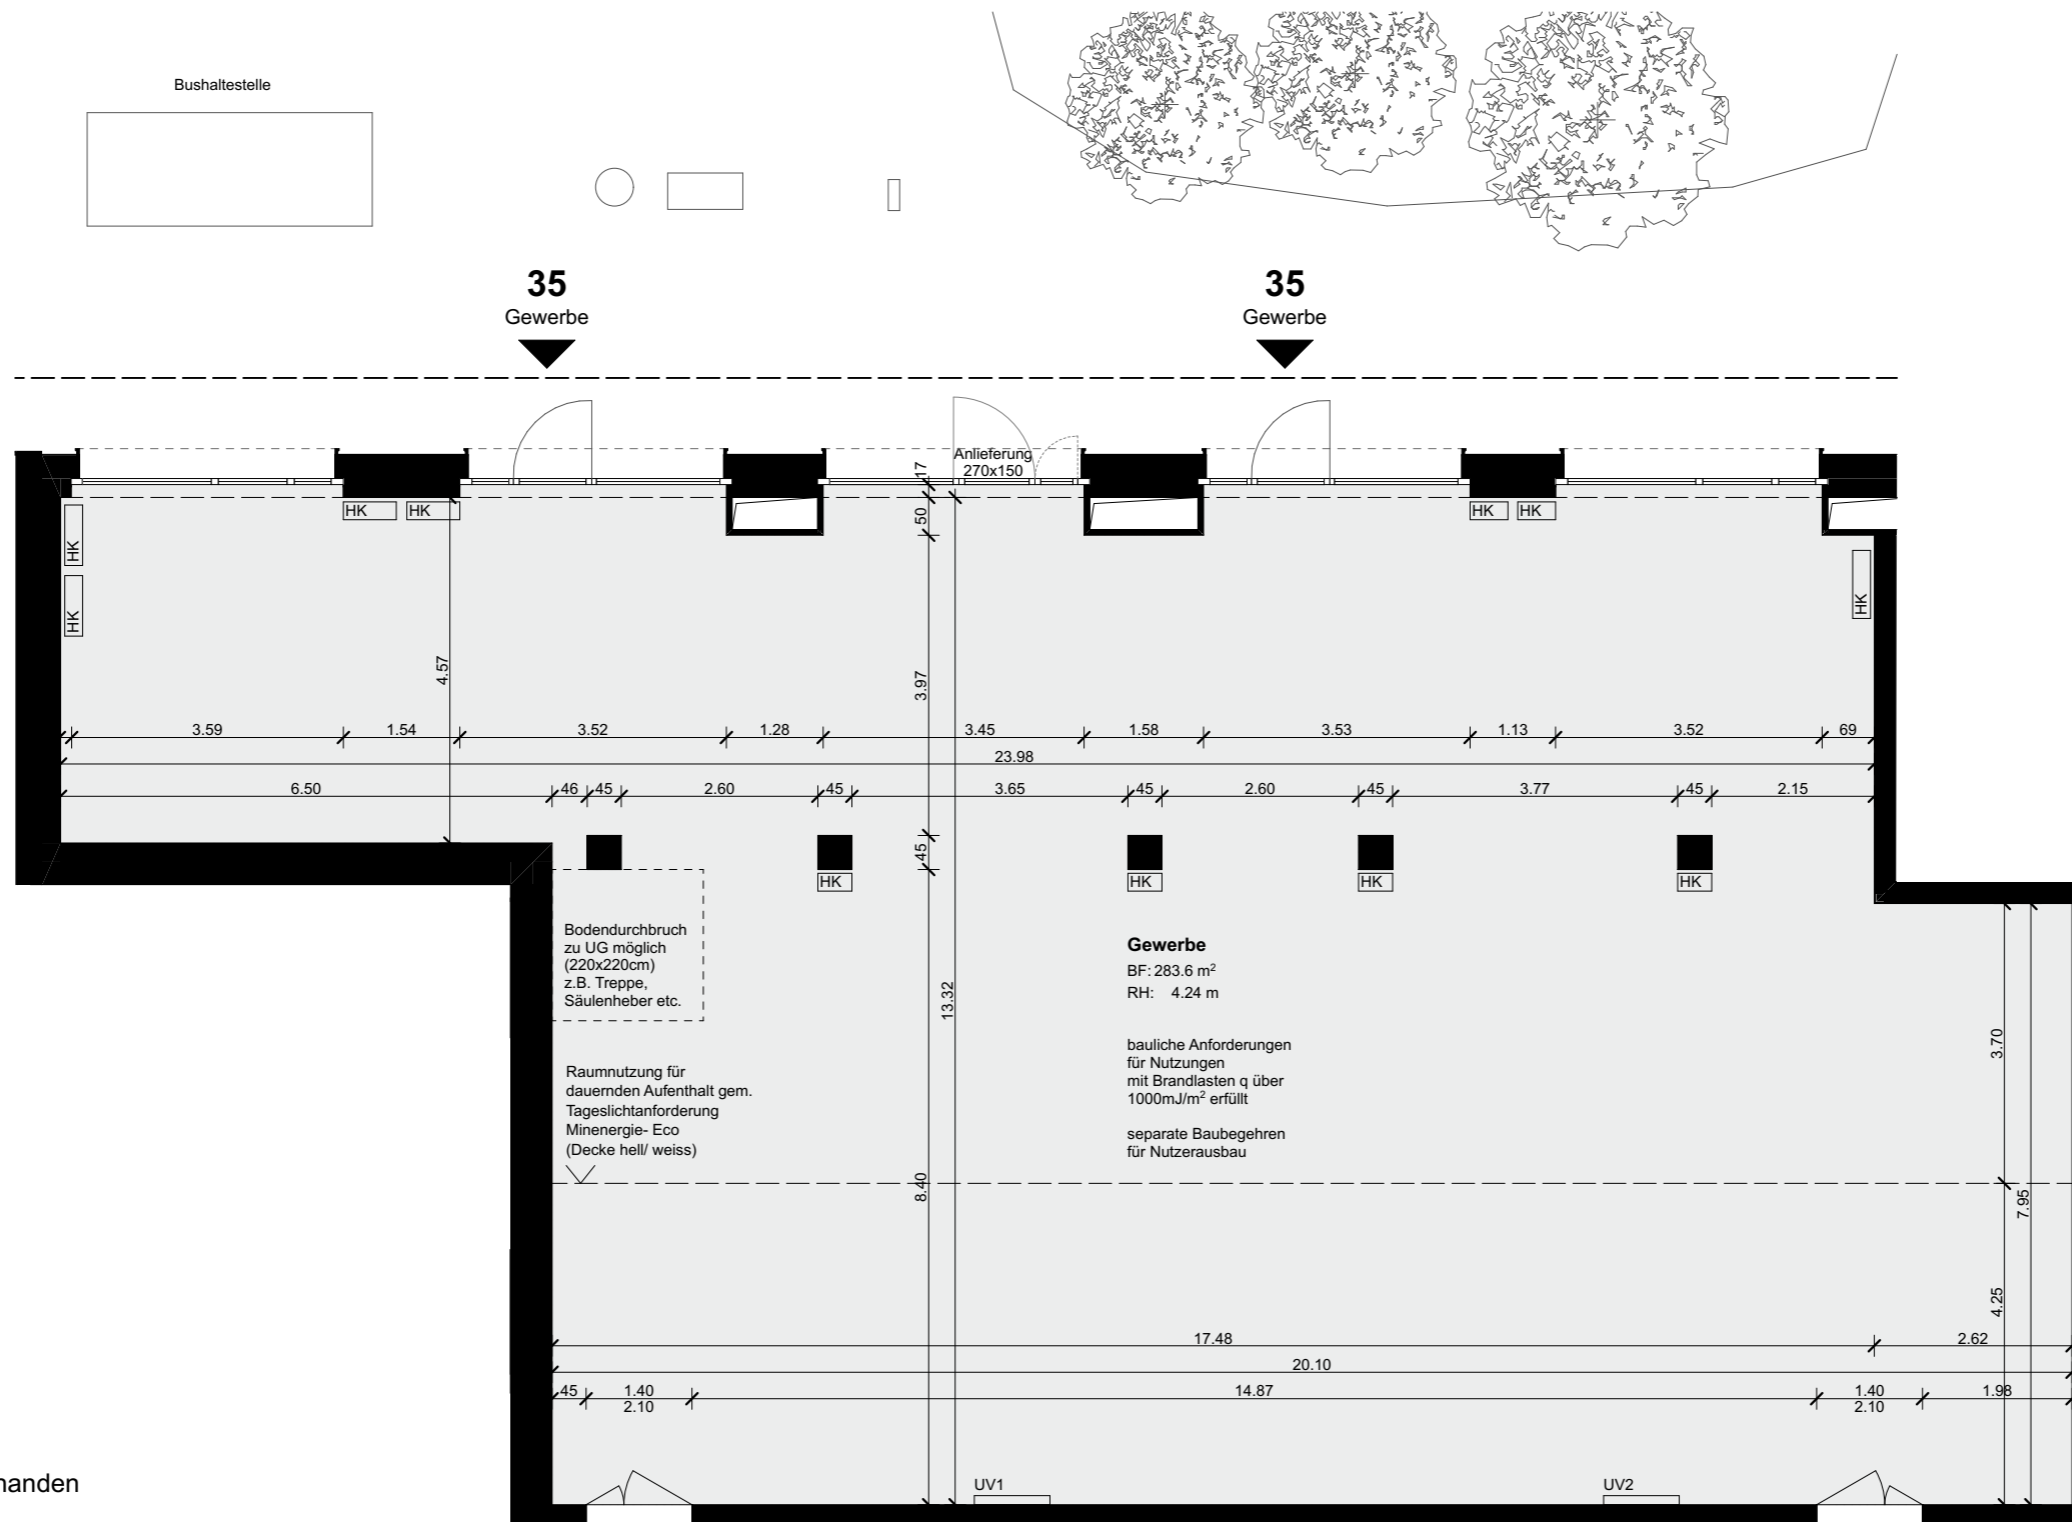 Bushaltestelle
35
Gewerbe
35
Gewerbe
Anlieferung
270x150
17
50
HK
HK
HK
HK
HK
HK
HK
4.57
3.97
3.59
1.54
3.52
1.28
3.45
1.58
3.53
1.13
3.52
69
23.98
6.50
46
45
2.60
45
3.65
45
2.60
45
3.77
45
2.15
45
HK
HK
HK
HK
Bodendurchbruch
zu UG möglich
(220x220cm)
z.B. Treppe,
Säulenheber etc.
Gewerbe
BF: 283.6 m²
RH: 4.24 m
13.32
bauliche Anforderungen
für Nutzungen
mit Brandlasten q über
1000mJ/m² erfüllt
separate Baubegehren
für Nutzerausbau
Raumnutzung für
dauernden Aufenthalt gem.
Tageslichtanforderung
Minenergie- Eco
(Decke hell/ weiss)
3.70
8.40
7.95
4.25
17.48
2.62
20.10
45
1.40
2.10
14.87
1.40
2.10
1.98
UV1
UV2
handen